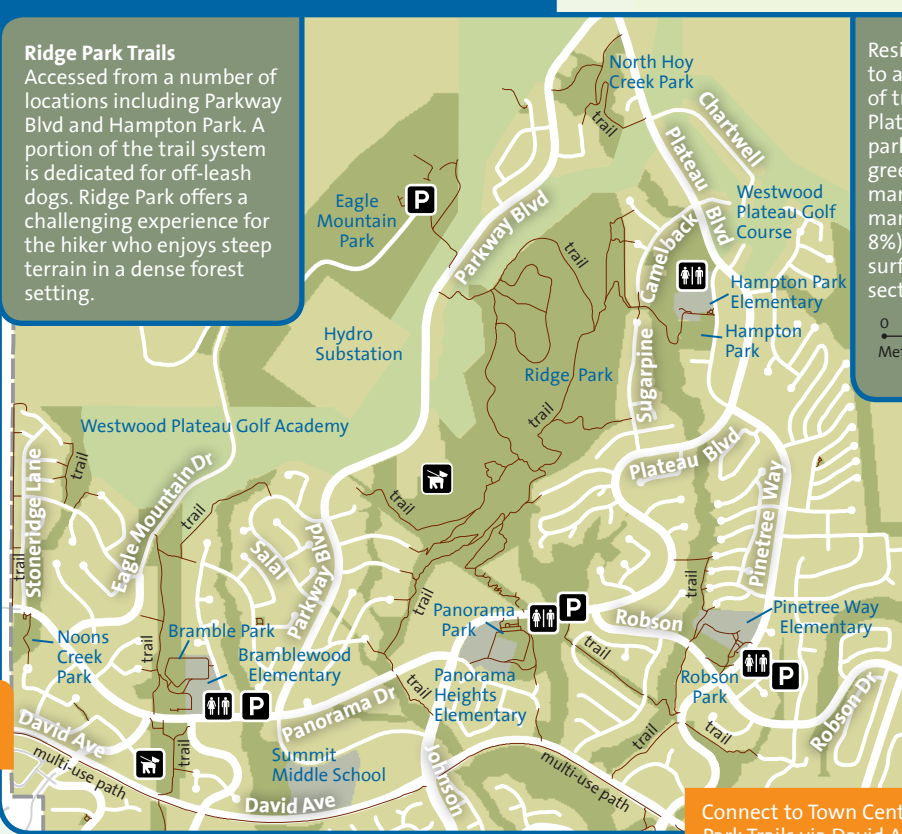 Ridge Park Trails
Accessed from a number of
locations including Parkway
Blvd and Hampton Park. A
portion of the trail system
is dedicated for off-leash
dogs. Ridge Park offers a
challenging experience for
the hiker who enjoys steep
terrain in a dense forest
setting.
North Hoy
Creek Park
trail
Chartwell
Plateau
Blvd
Westwood
Plateau Golf
Course
Eagle
Mountain
Park
P
Parkway Blvd
trail
Camelback
Hampton Park
Elementary
Hampton
Park
Hydro
Substation
Ridge Park
Sugarpine
trail
Westwood Plateau Golf Academy
Plateau Blvd
Stoneridge Lane
trail
trail
Eagle Mountain Dr
trail
trail
Salal
Parkway Blvd
Pinetree Way
trail
trail
Panorama
Park
P
Robson
Pinetree Way
Elementary
Noons
Creek
Park
trail
Bramble Park
Bramblewood
Elementary
P
trail
Panorama
Heights
Elementary
trail
Robson
Park
P
Robson Dr
Panorama Dr
Johnson
trail
trail
David Ave
multi-use path
trail
Summit
Middle School
David Ave
multi-use path
to a
0
Connect to Town Cent
Park Trails via David A